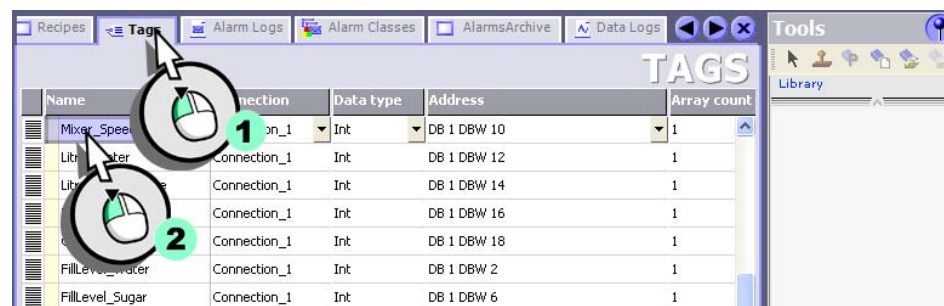 Recipes Tags Alarm Logs Alarm Classes AlarmsArchive Data Logs Tools
TAGS
Library
Name Data type Address Array count
1
Int DB 1 DBW 10 1
Connection_1 Int DB 1 DBW 12 1
Connection_1 Int DB 1 DBW 14 1
Connection_1 Int DB 1 DBW 16 1
2 Connection_1 Int DB 1 DBW 18 1
Connection_1 Int DB 1 DBW 2 1
FillLevel_Sugar Connection_1 Int DB 1 DBW 6 1